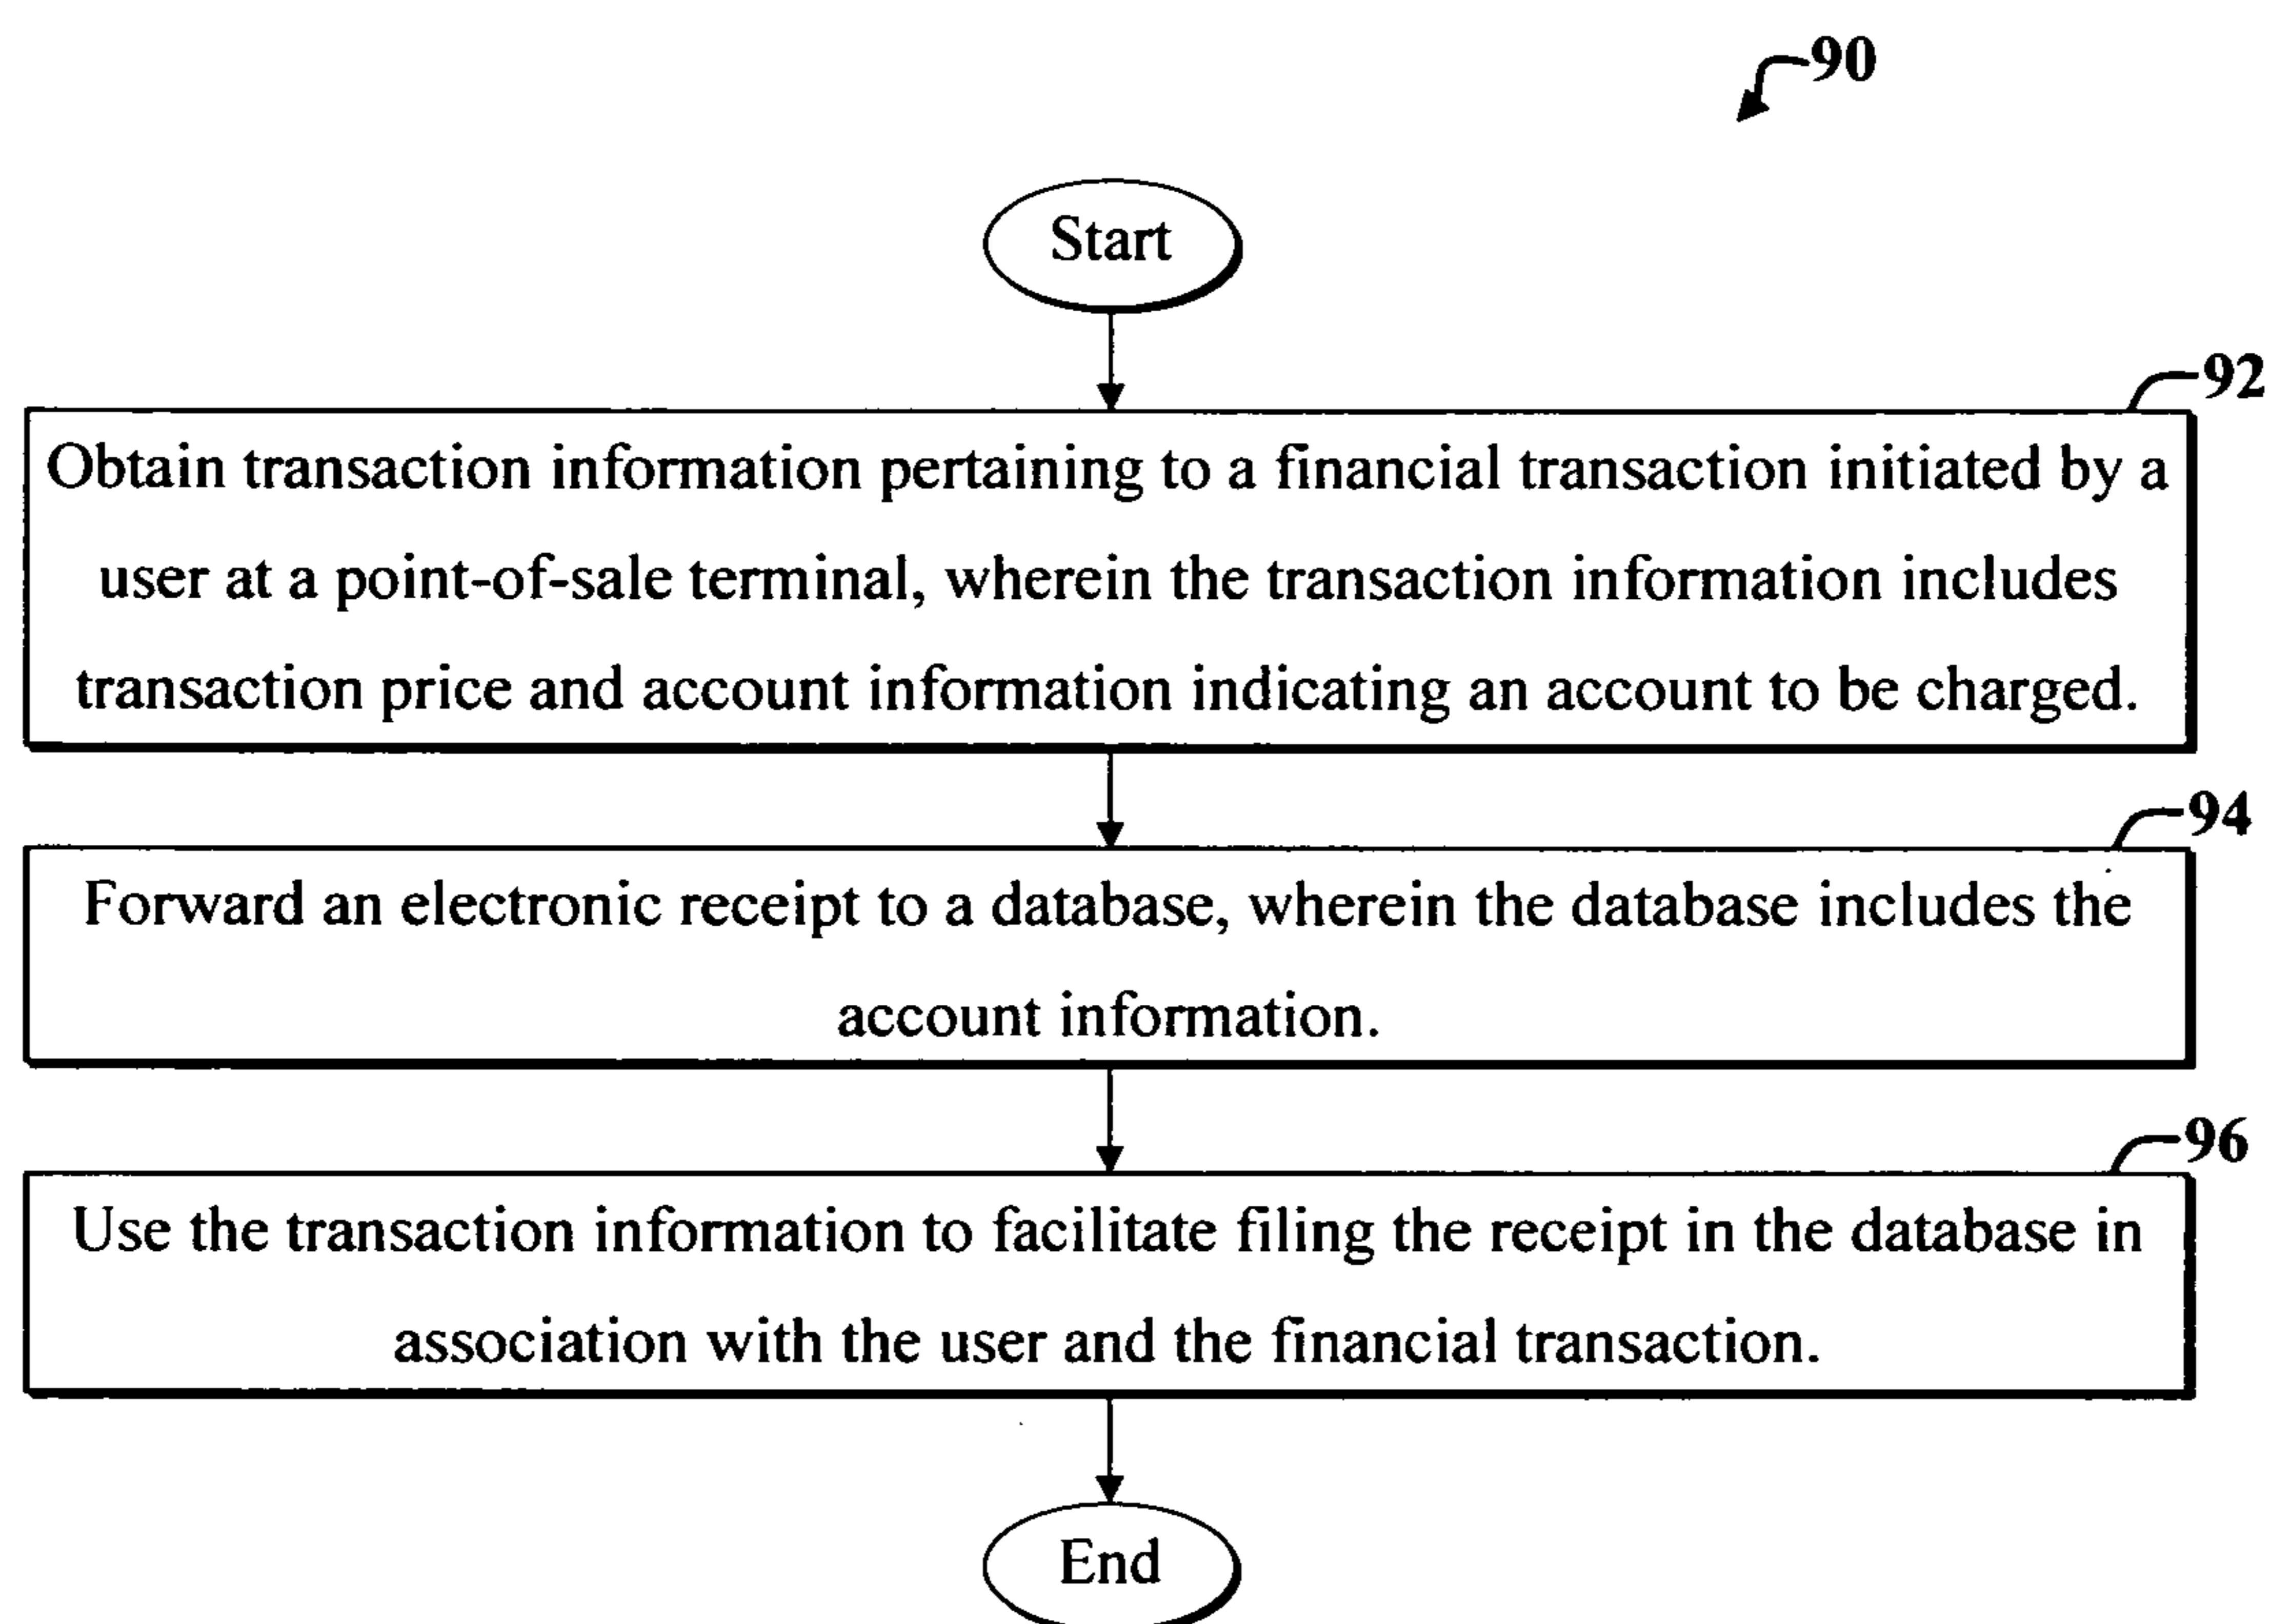 90
Start
92
Obtain transaction information pertaining to a financial transaction initiated by a
user at a point-of-sale terminal, wherein the transaction information includes
transaction price and account information indicating an account to be charged.
94
Forward an electronic receipt to a database, wherein the database includes the
account information.
96
Use the transaction information to facilitate filing the receipt in the database in
association with the user and the financial transaction.
End